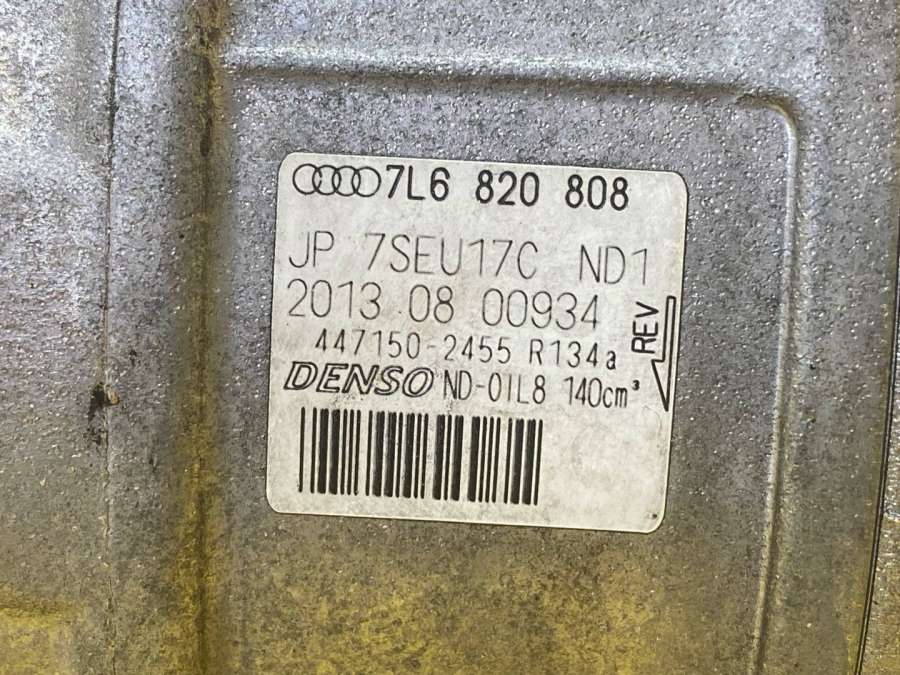 7L6 820 808
JP 7SEU17C ND1
2013 08 00934
447150-2455 R134a
REV
DENSO ND-OIL8 140cm³